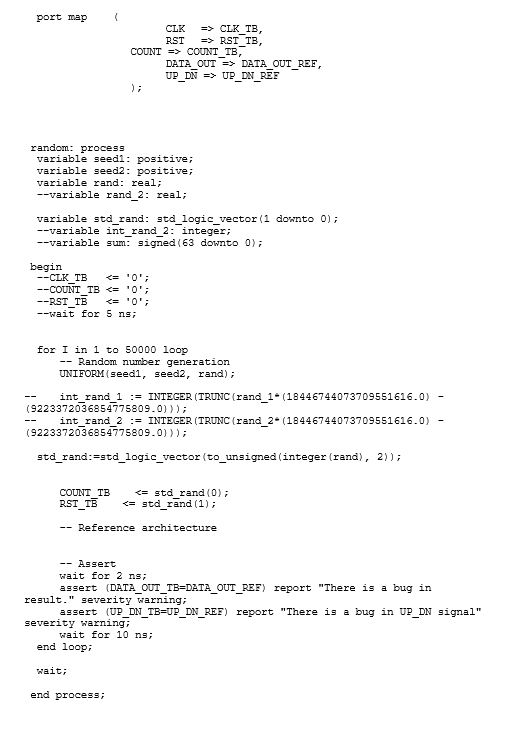 port map    (
CLK   => CLK_TB,
RST   => RST_TB,
COUNT => COUNT_TB,
DATA_OUT => DATA_OUT_REF,
UP_DN => UP_DN_REF
);
random: process
variable seed1: positive;
variable seed2: positive;
variable rand: real;
--variable rand_2: real;
variable std_rand: std_logic_vector(1 downto 0);
--variable int_rand_2: integer;
--variable sum: signed(63 downto 0);
begin
--CLK_TB   <= '0';
--COUNT_TB <= '0';
--RST_TB   <= '0';
--wait for 5 ns;
for I in 1 to 50000 loop
-- Random number generation
UNIFORM(seed1, seed2, rand);
--   int_rand_1 := INTEGER(TRUNC(rand_1*(18446744073709551616.0) -
(9223372036854775809.0)));
--   int_rand_2 := INTEGER(TRUNC(rand_2*(18446744073709551616.0) -
(9223372036854775809.0)));
std_rand:=std_logic_vector(to_unsigned(integer(rand), 2));
COUNT_TB    <= std_rand(0);
RST_TB    <= std_rand(1);
-- Reference architecture
-- Assert
wait for 2 ns;
assert (DATA_OUT_TB=DATA_OUT_REF) report "There is a bug in
result." severity warning;
assert (UP_DN_TB=UP_DN_REF) report "There is a bug in UP_DN signal"
severity warning;
wait for 10 ns;
end loop;
wait;
end process;